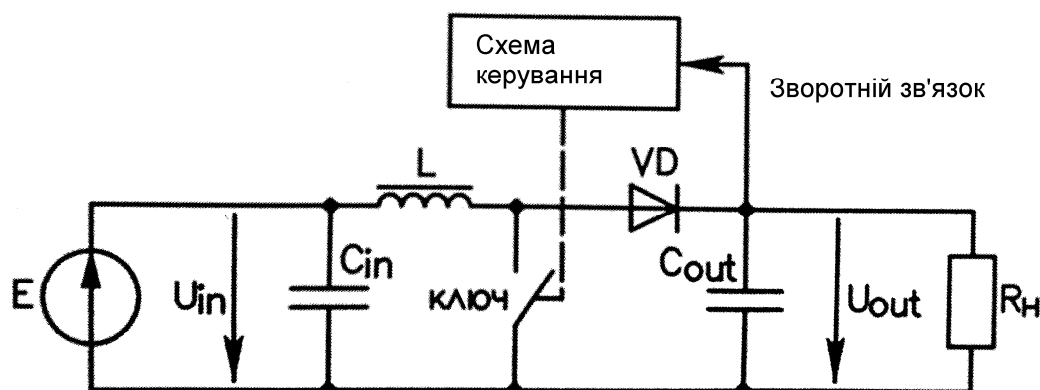 Схема
керування
Зворотній зв'язок
L
VD
E
Uin
Cin
ключ
Cout
Uout
Rн